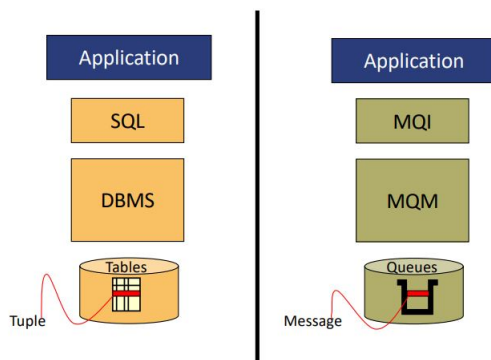 Application
SQL
DBMS
Tables
Tuple
Application
MQI
MQM
Queues
Message